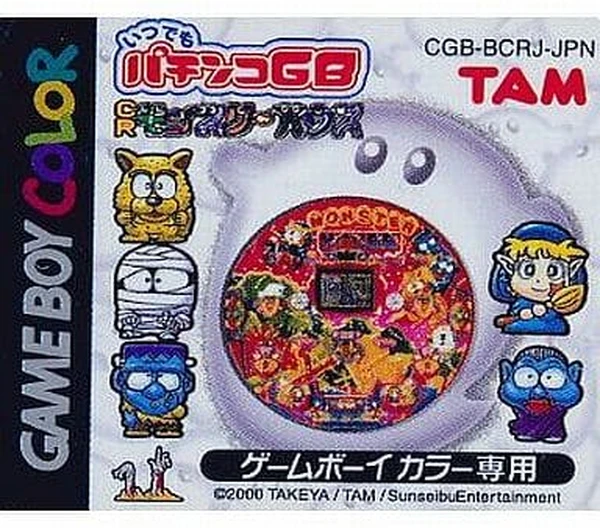 GAME BOY COLOR
いつでも
パチンコGB
CR
モンスターハウス
CGB-BCRJ-JPN
TAM
MONSTER
ゲームボーイ カラー専用
©2000 TAKEYA / TAM / SunseibuEntertainment